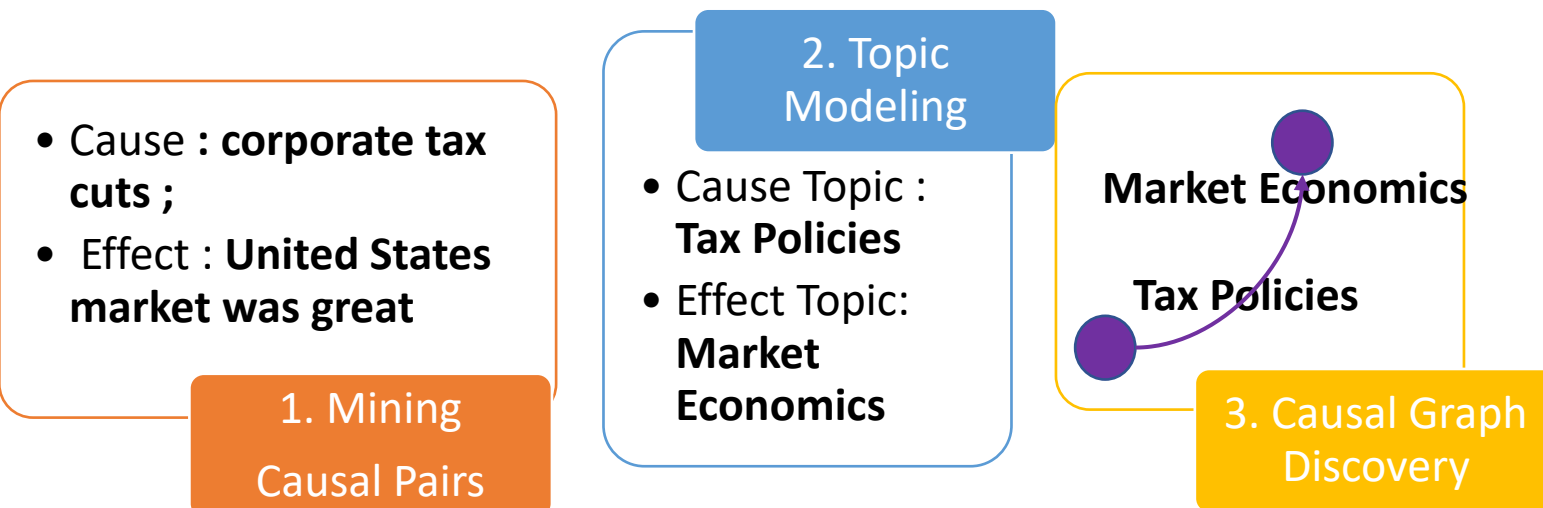 • Cause : corporate tax
cuts ;
• Effect : United States
market was great
1. Mining
Causal Pairs
2. Topic
Modeling
• Cause Topic :
Tax Policies
• Effect Topic:
Market
Economics
Market Economics
Tax Policies
3. Causal Graph
Discovery